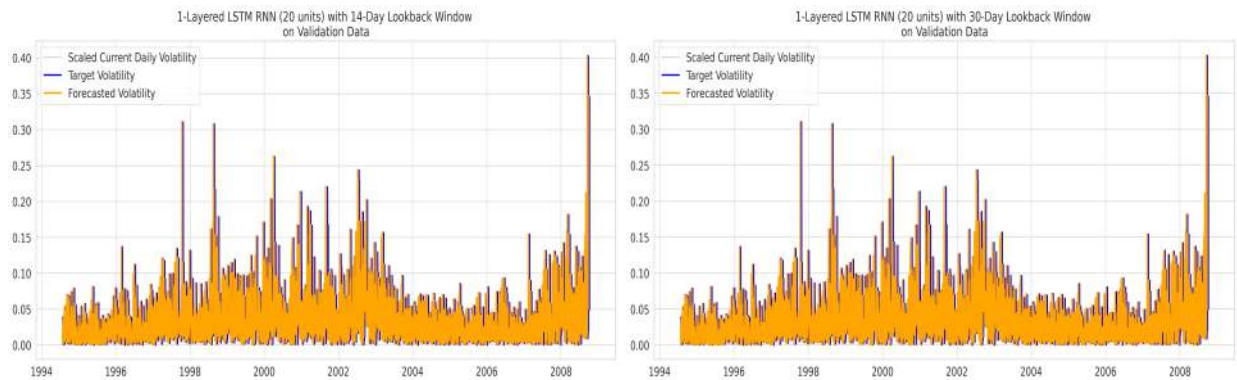 1-Layered LSTM RNN (20 units) with 14-Day Lookback Window
on Validation Data
Scaled Current Daily Volatility
Target Volatility
Forecasted Volatility
0.40
0.35
0.30
0.25
0.20
0.15
0.10
0.05
0.00
1994 1996 1998 2000 2002 2004 2006 2008
1-Layered LSTM RNN (20 units) with 30-Day Lookback Window
on Validation Data
Scaled Current Daily Volatility
Target Volatility
Forecasted Volatility
0.40
0.35
0.30
0.25
0.20
0.15
0.10
0.05
0.00
1994 1996 1998 2000 2002 2004 2006 2008